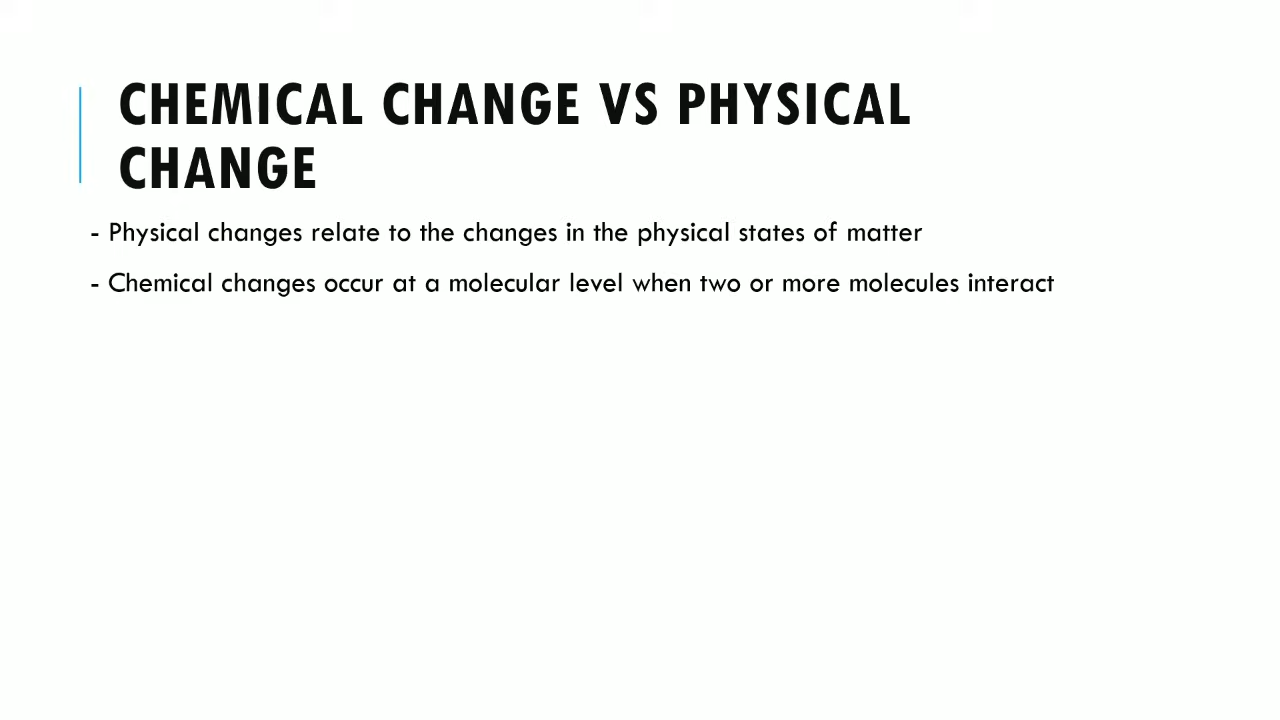 CHEMICAL CHANGE VS PHYSICAL
CHANGE
- Physical changes relate to the changes in the physical states of matter
- Chemical changes occur at a molecular level when two or more molecules interact